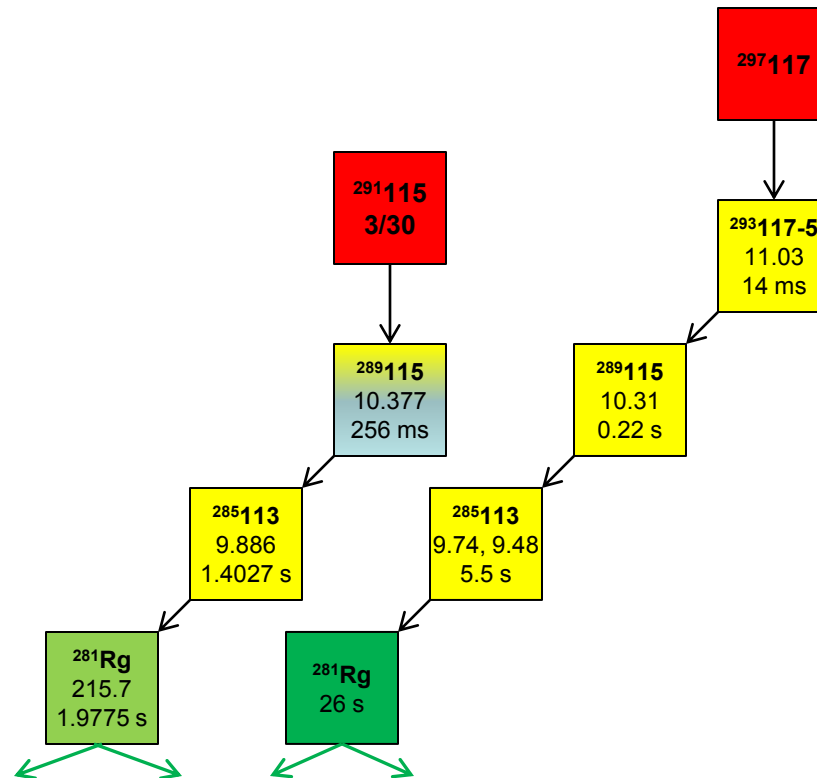 ²⁹⁷117
²⁹¹115
3/30
²⁹³117-5
11.03
14 ms
²⁸⁹115
10.377
256 ms
²⁸⁹115
10.31
0.22 s
²⁸⁵113
9.886
1.4027 s
²⁸⁵113
9.74, 9.48
5.5 s
²⁸¹Rg
215.7
1.9775 s
²⁸¹Rg
26 s